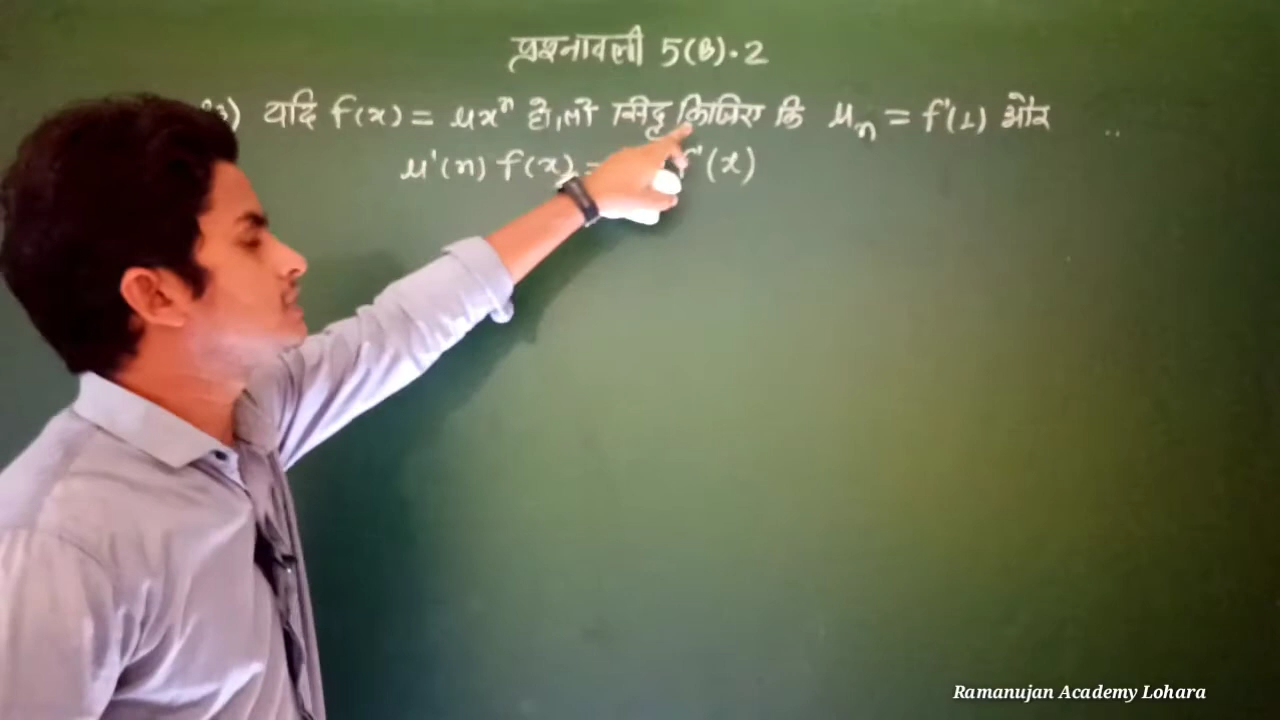 प्रश्नावली 5(B).2
यदि f(x) = μxⁿ हो, तो सिद्ध किजिए कि μn = f'(1) और
μ'(n) f(x) = f'(x)
Ramanujan Academy Lohara